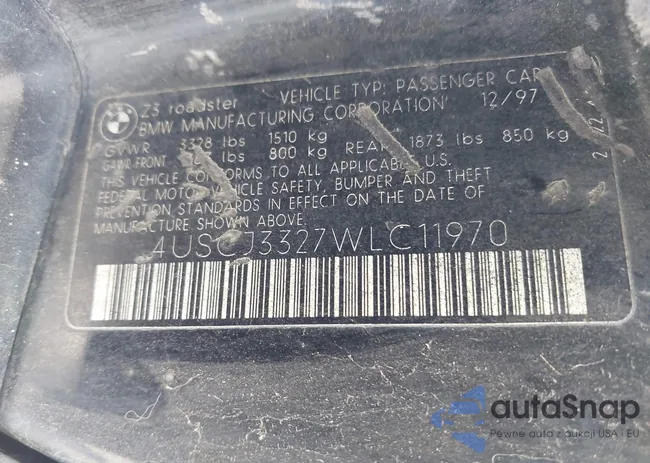 Z3 roadster VEHICLE TYP: PASSENGER CAR
BMW MANUFACTURING CORPORATION 12/97
GVWR 3328 lbs 1510 kg
GAWR FRONT lbs 800 kg REAR 1873 lbs 850 kg
THIS VEHICLE CONFORMS TO ALL APPLICABLE U.S.
FEDERAL MOTOR VEHICLE SAFETY, BUMPER AND THEFT
PREVENTION STANDARDS IN EFFECT ON THE DATE OF
MANUFACTURE SHOWN ABOVE.
4USCJ3327WLC11970
autoSnap
Pewne auto z aukcji USA i EU